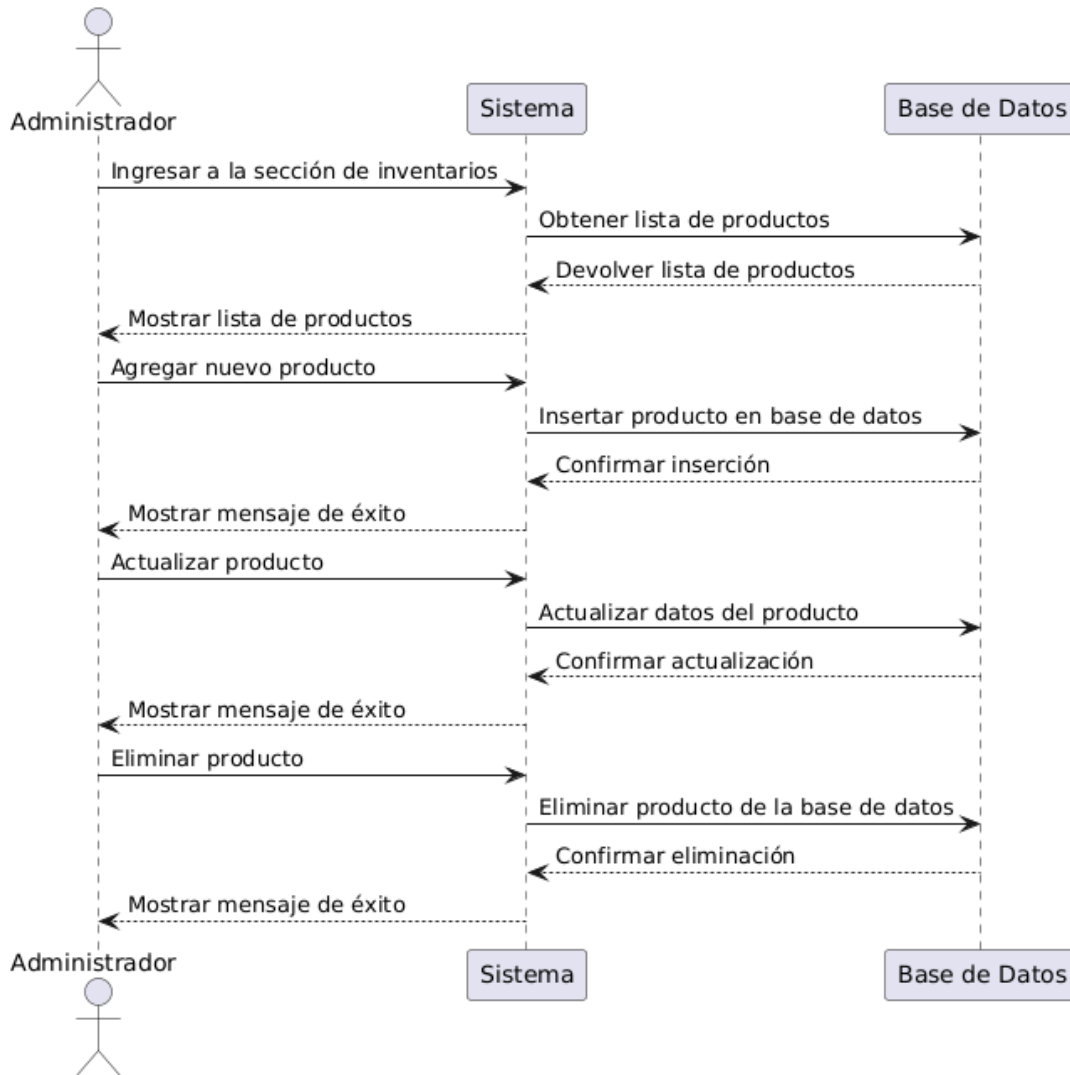 Administrador
Sistema
Base de Datos
Ingresar a la sección de inventarios
Obtener lista de productos
Devolver lista de productos
Mostrar lista de productos
Agregar nuevo producto
Insertar producto en base de datos
Confirmar inserción
Mostrar mensaje de éxito
Actualizar producto
Actualizar datos del producto
Confirmar actualización
Mostrar mensaje de éxito
Eliminar producto
Eliminar producto de la base de datos
Confirmar eliminación
Mostrar mensaje de éxito
Administrador
Sistema
Base de Datos